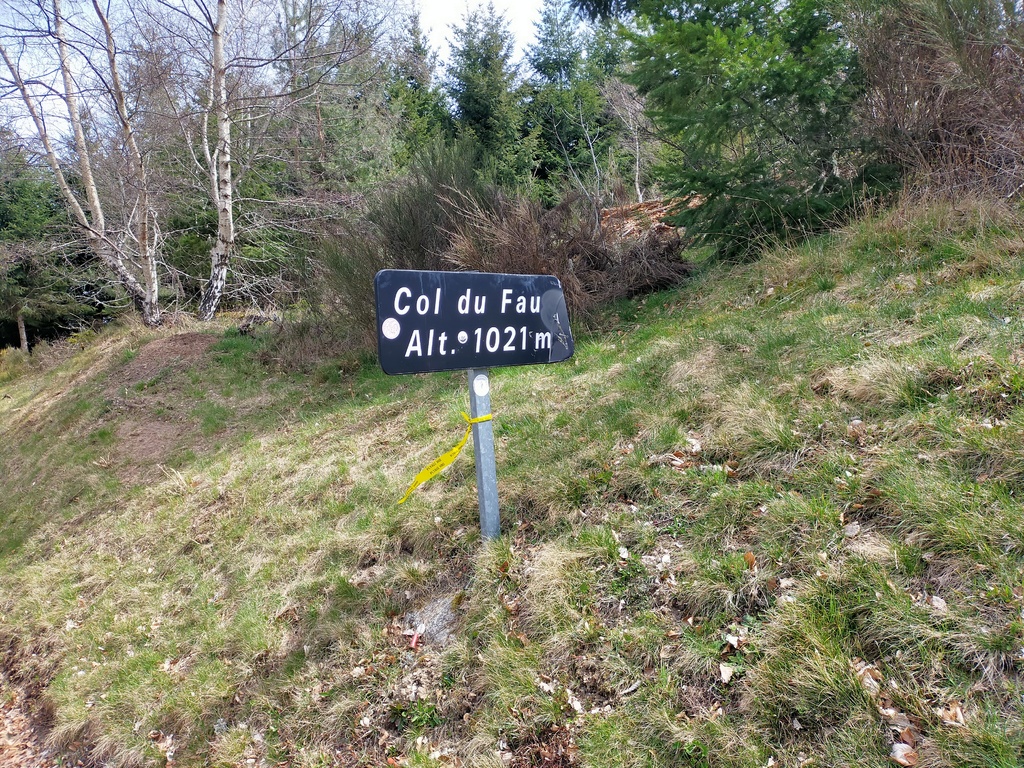 Col du Fau
Alt. 1021 m